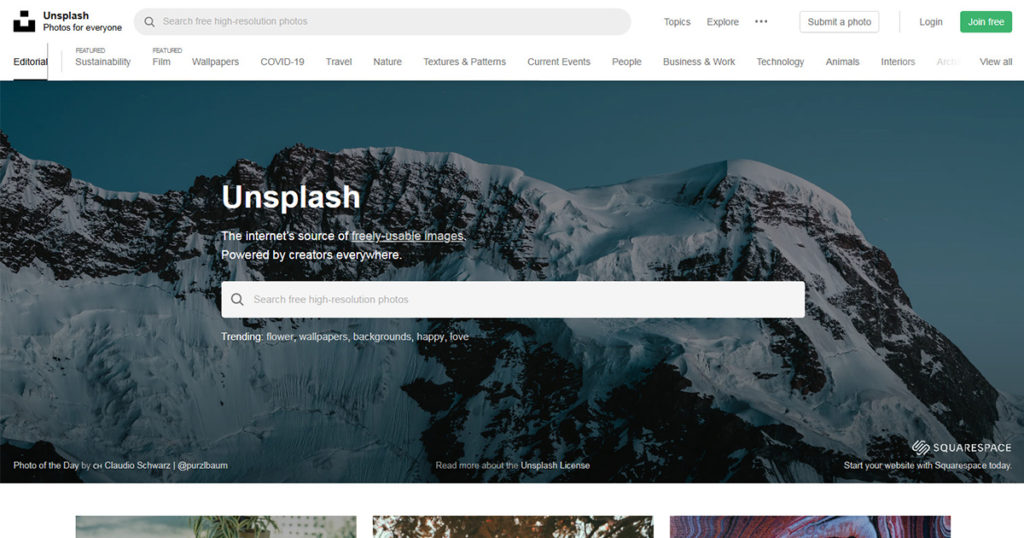 Unsplash
Photos for everyone
Search free high-resolution photos
Topics
Explore
Submit a photo
Login
Join free
Editorial
FEATURED
Sustainability
FEATURED
Film
Wallpapers
COVID-19
Travel
Nature
Textures & Patterns
Current Events
People
Business & Work
Technology
Animals
Interiors
View all
Unsplash
The internet's source of freely-usable images.
Powered by creators everywhere.
Search free high-resolution photos
Trending: flower, wallpapers, backgrounds, happy, love
SQUARESPACE
Photo of the Day by CH Claudio Schwarz | @purzlbaum
Read more about the Unsplash License
Start your website with Squarespace today.